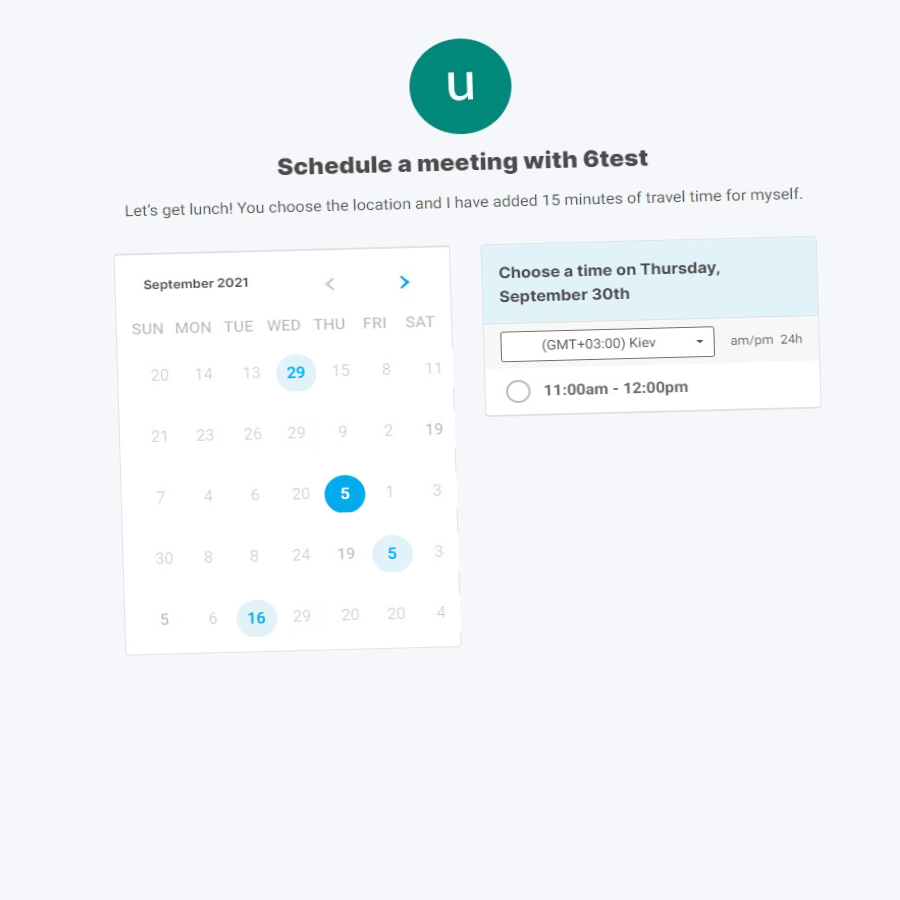 u
Schedule a meeting with 6test
Let's get lunch! You choose the location and I have added 15 minutes of travel time for myself.
September 2021
SUN MON TUE WED THU FRI SAT
20 14 13 29 15 8 11
21 23 26 29 9 2 19
7 4 6 20 5 1 3
30 8 8 24 19 5 3
5 6 16 29 20 20 4
Choose a time on Thursday,
September 30th
(GMT+03:00) Kiev am/pm 24h
11:00am - 12:00pm